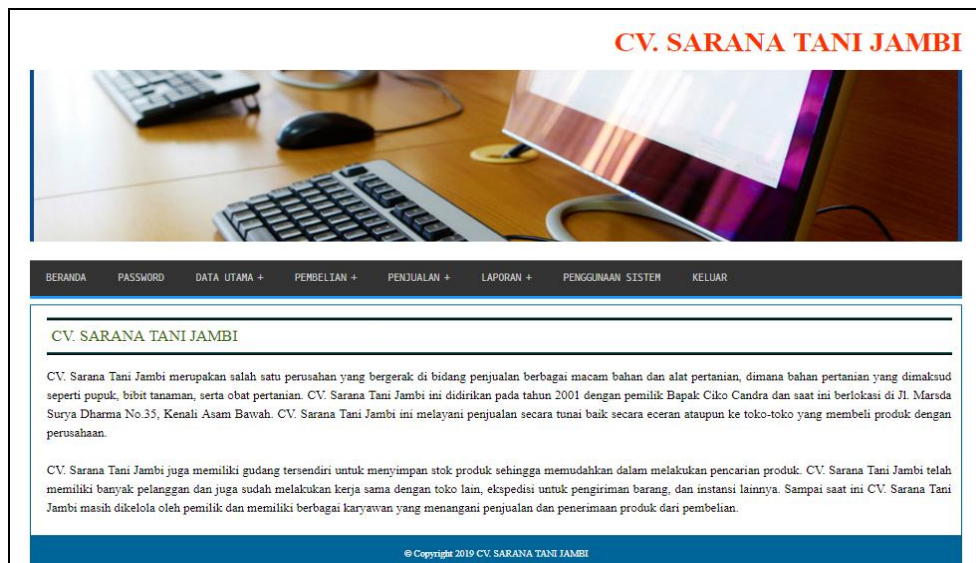 CV. SARANA TANI JAMBI
BERANDA PASSWORD DATA UTAMA + PEMBELIAN + PENJUALAN + LAPORAN + PENGGUNAAN SISTEM KELUAR
CV. SARANA TANI JAMBI
CV. Sarana Tani Jambi merupakan salah satu perusahan yang bergerak di bidang penjualan berbagai macam bahan dan alat pertanian, dimana bahan pertanian yang dimaksud
seperti pupuk, bibit tanaman, serta obat pertanian. CV. Sarana Tani Jambi ini didirikan pada tahun 2001 dengan pemilik Bapak Ciko Candra dan saat ini berlokasi di Jl. Marsda
Surya Dharma No.35, Kenali Asam Bawah. CV. Sarana Tani Jambi ini melayani penjualan secara tunai baik secara eceran ataupun ke toko-toko yang membeli produk dengan
perusahaan.
CV. Sarana Tani Jambi juga memiliki gudang tersendiri untuk menyimpan stok produk sehingga memudahkan dalam melakukan pencarian produk. CV. Sarana Tani Jambi telah
memiliki banyak pelanggan dan juga sudah melakukan kerja sama dengan toko lain, ekspedisi untuk pengiriman barang, dan instansi lainnya. Sampai saat ini CV. Sarana Tani
Jambi masih dikelola oleh pemilik dan memiliki berbagai karyawan yang menangani penjualan dan penerimaan produk dari pembelian.
© Copyright 2019 CV. SARANA TANI JAMBI